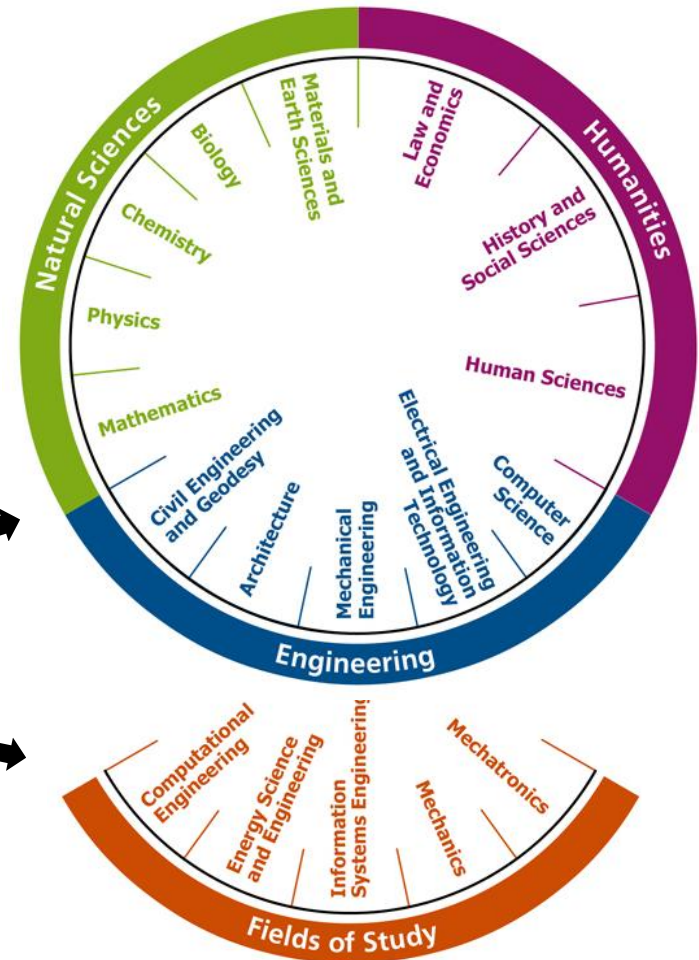 Natural Sciences
Materials and
Earth Sciences
Biology
Chemistry
Physics
Mathematics
Humanities
Law and
Economics
History and
Social Sciences
Human Sciences
Engineering
Civil Engineering
and Geodesy
Architecture
Mechanical
Engineering
Electrical Engineering
and Information
Technology
Computer
Science
Computational
Engineering
Energy Science
and Engineering
Information
Systems Engineering
Mechanics
Mechatronics
Fields of Study